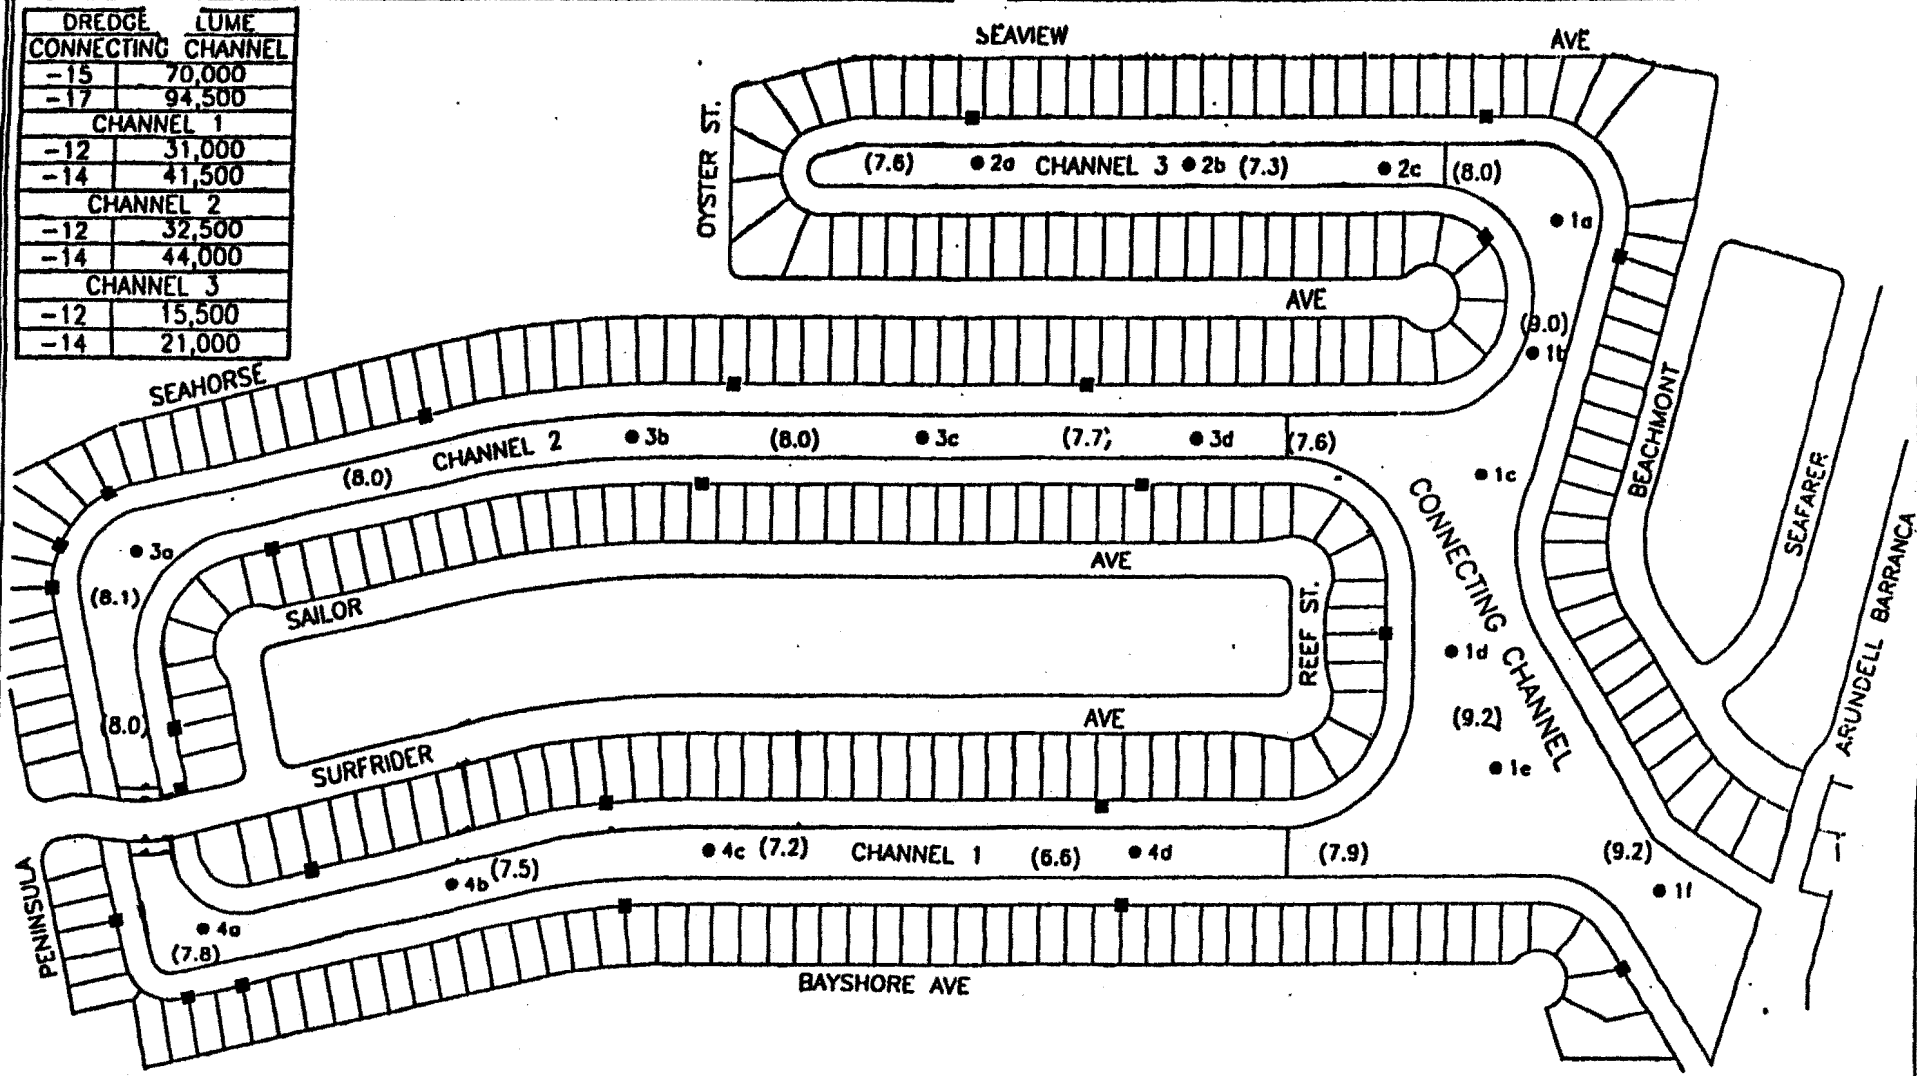 DREDGE LUME
CONNECTING CHANNEL
-15 70,000
-17 94,500
CHANNEL 1
-12 31,000
-14 41,500
CHANNEL 2
-12 32,500
-14 44,000
CHANNEL 3
-12 15,500
-14 21,000
SEAVIEW AVE
OYSTER ST.
(7.6) 2a CHANNEL 3 2b (7.3) 2c (8.0)
1a
AVE
(9.0)
1b
SEAHORSE
CHANNEL 2 3b (8.0) 3c (7.7) 3d (7.6)
(8.0)
1c
BEACHMONT
SEAFARER
ARUNDELL BARRANCA
CONNECTING CHANNEL
3a
(8.1)
AVE
SAILOR
REEF ST.
1d
(8.0)
AVE
(9.2)
SURFRIDER
1e
4c (7.2) CHANNEL 1 (6.6) 4d (7.9) (9.2)
4b (7.5)
1f
PENINSULA
4a
(7.8)
BAYSHORE AVE